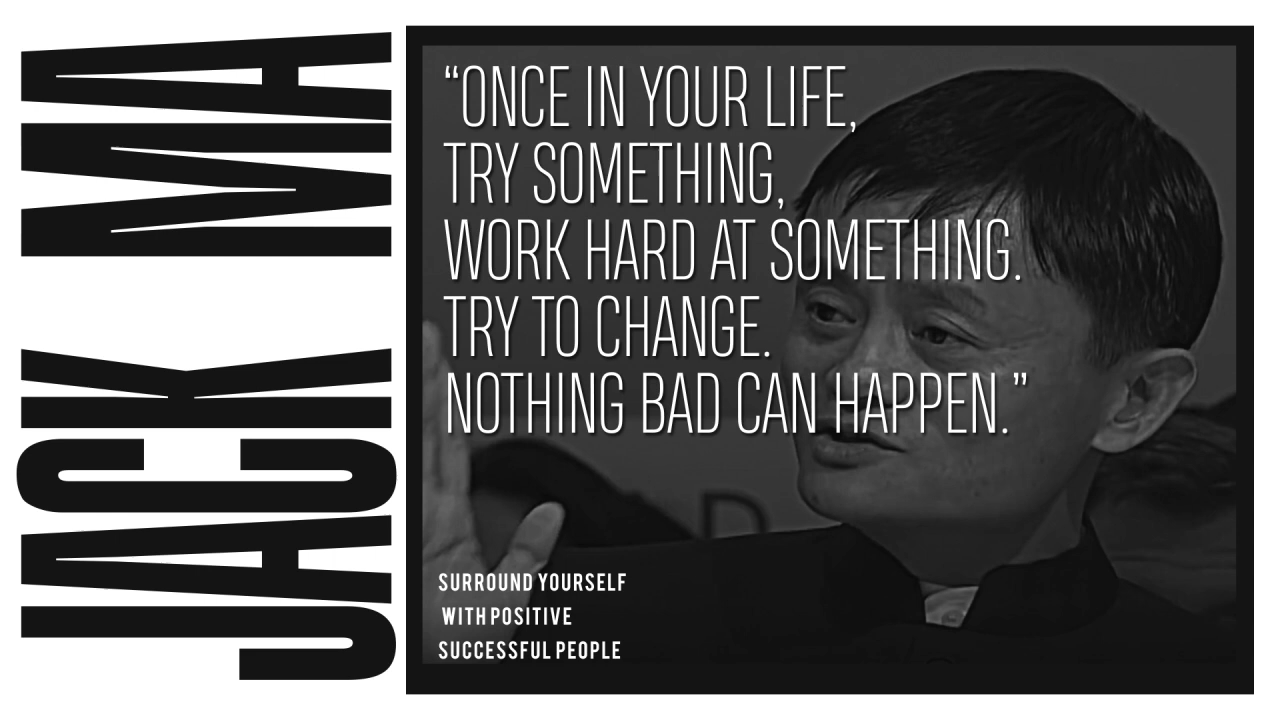 JACK MA
“ONCE IN YOUR LIFE,
TRY SOMETHING,
WORK HARD AT SOMETHING.
TRY TO CHANGE.
NOTHING BAD CAN HAPPEN.”
SURROUND YOURSELF
WITH POSITIVE
SUCCESSFUL PEOPLE